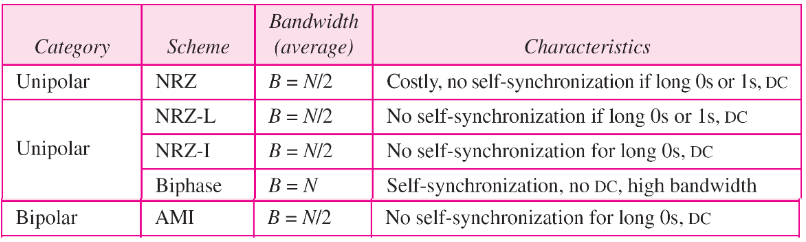 Category Scheme Bandwidth (average) Characteristics
Unipolar NRZ B = N/2 Costly, no self-synchronization if long 0s or 1s, DC
Unipolar NRZ-L B = N/2 No self-synchronization if long 0s or 1s, DC
NRZ-I B = N/2 No self-synchronization for long 0s, DC
Biphase B = N Self-synchronization, no DC, high bandwidth
Bipolar AMI B = N/2 No self-synchronization for long 0s, DC